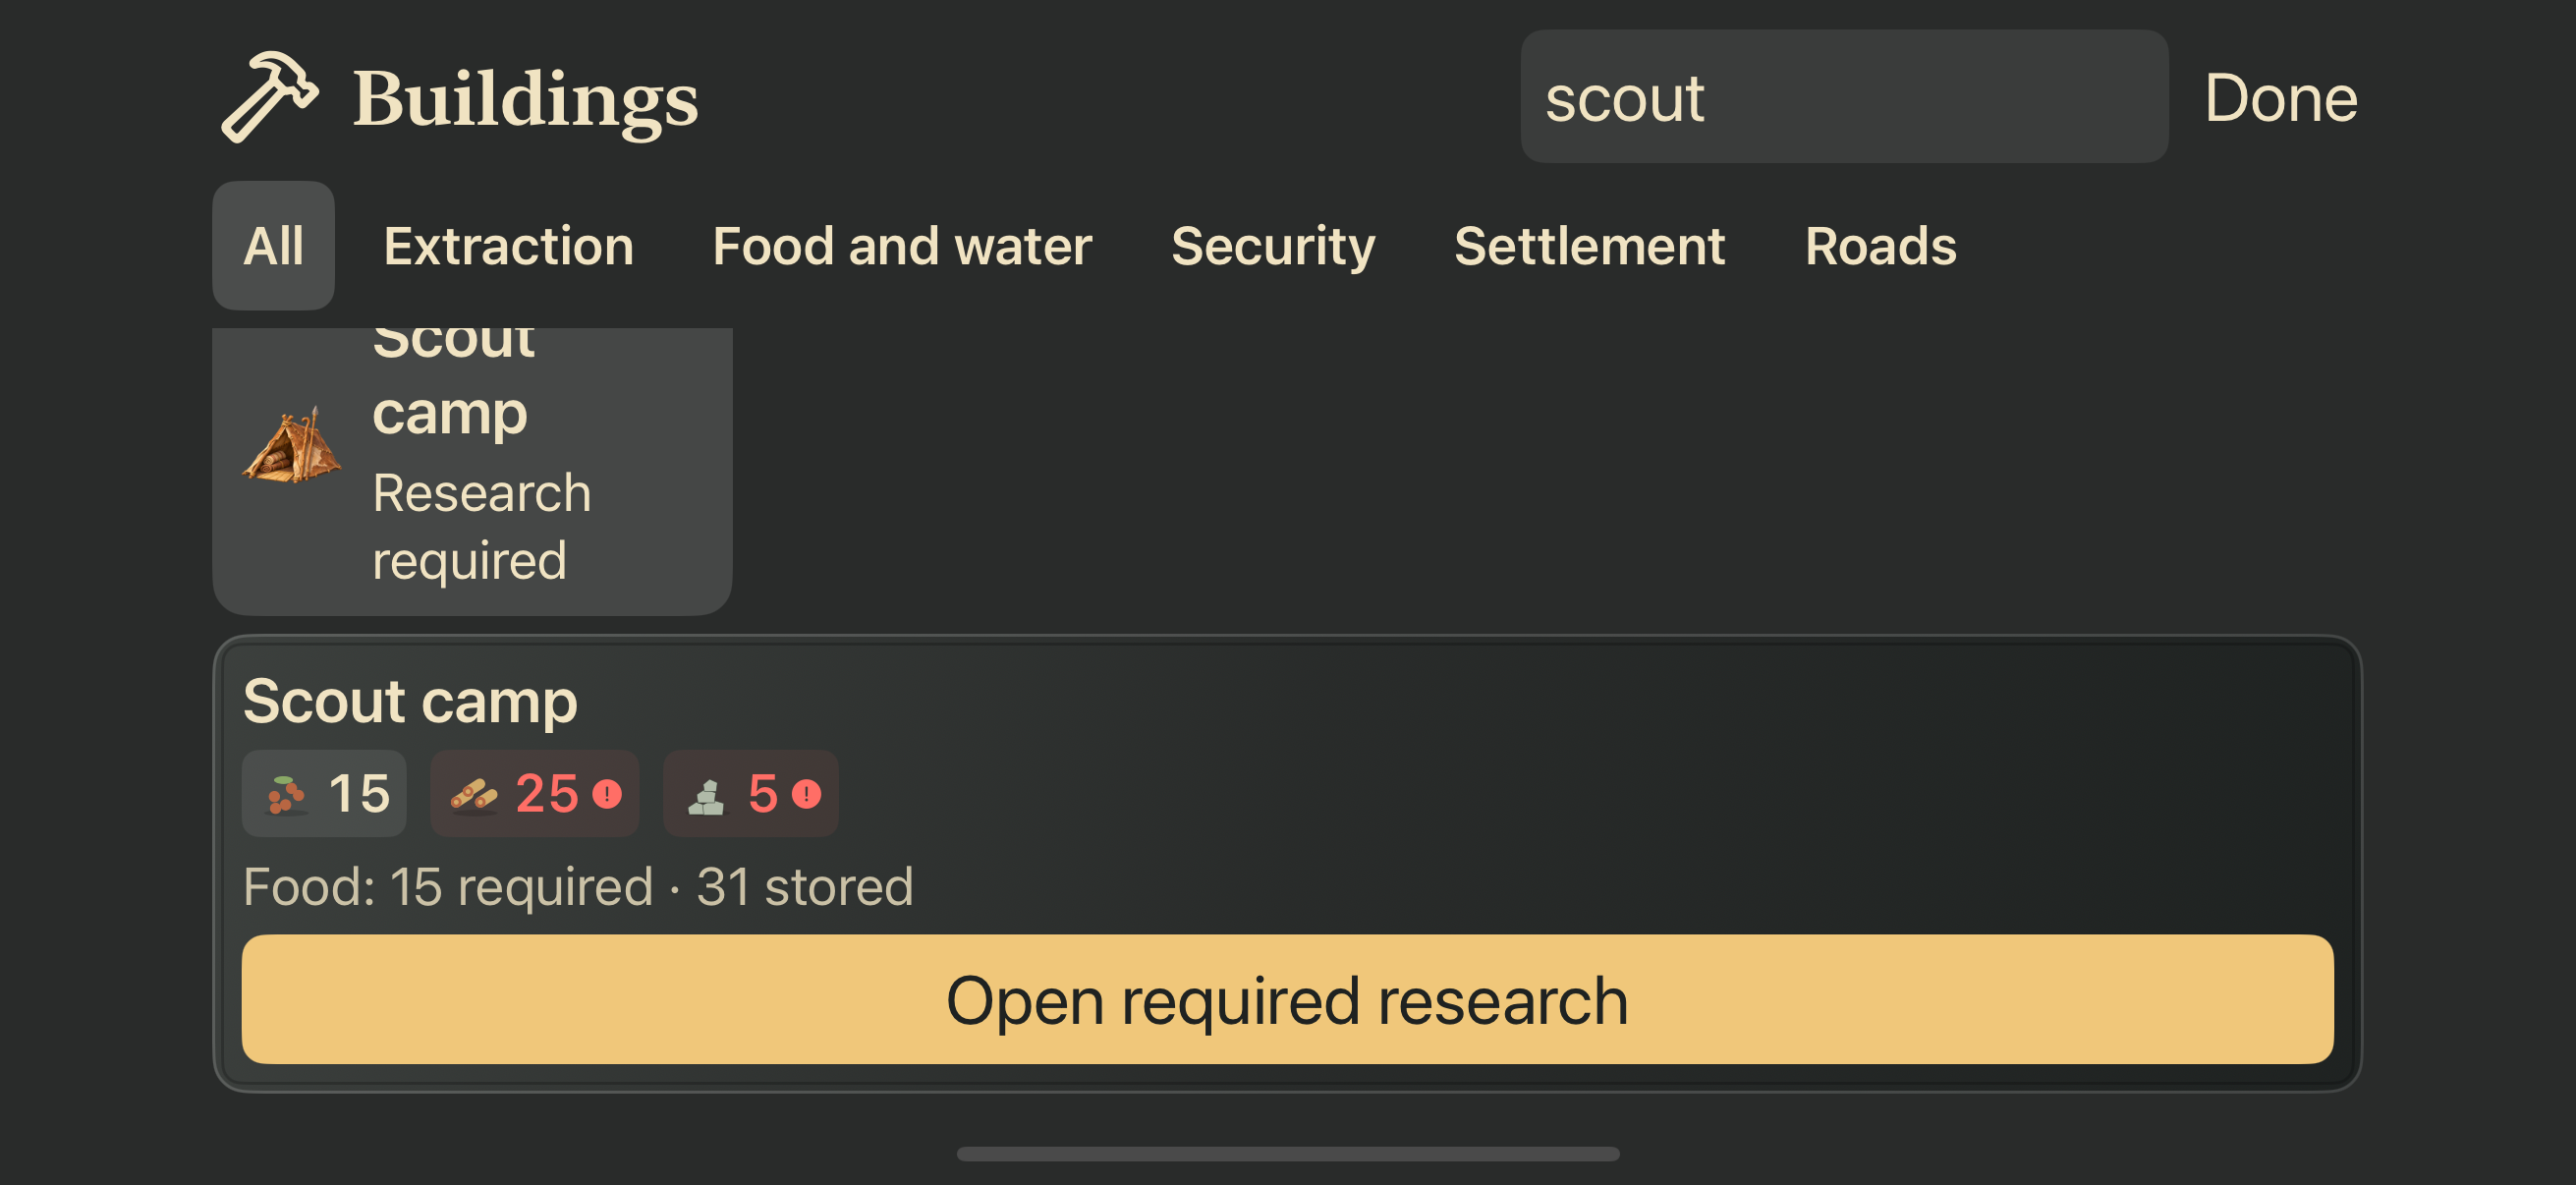 Buildings
scout
Done
All
Extraction
Food and water
Security
Settlement
Roads
Scout
camp
Research
required
Scout camp
15
25 !
5 !
Food: 15 required · 31 stored
Open required research